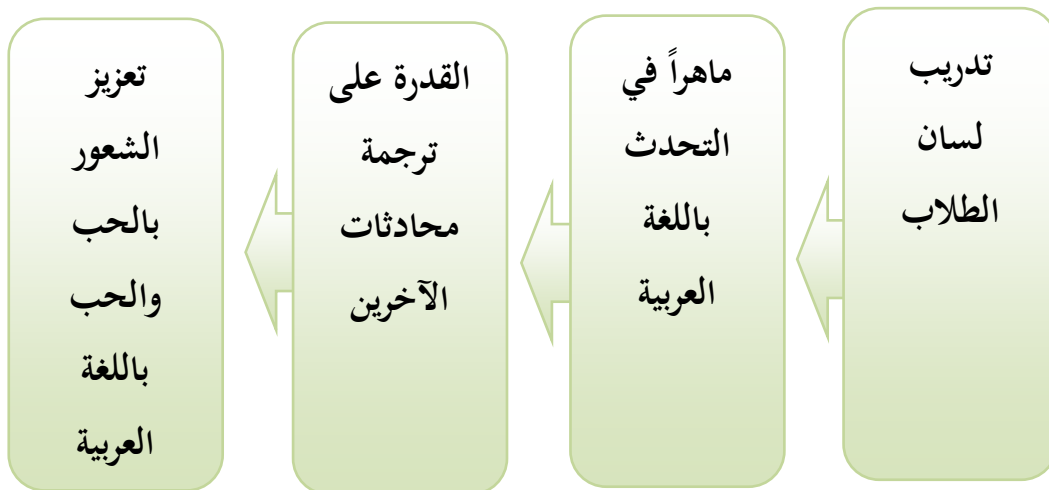 تدريب
لسان
الطلاب
ماهراً في
التحدث
باللغة
العربية
القدرة على
ترجمة
محادثات
الآخرين
تعزيز
الشعور
بالحب
والحب
باللغة
العربية